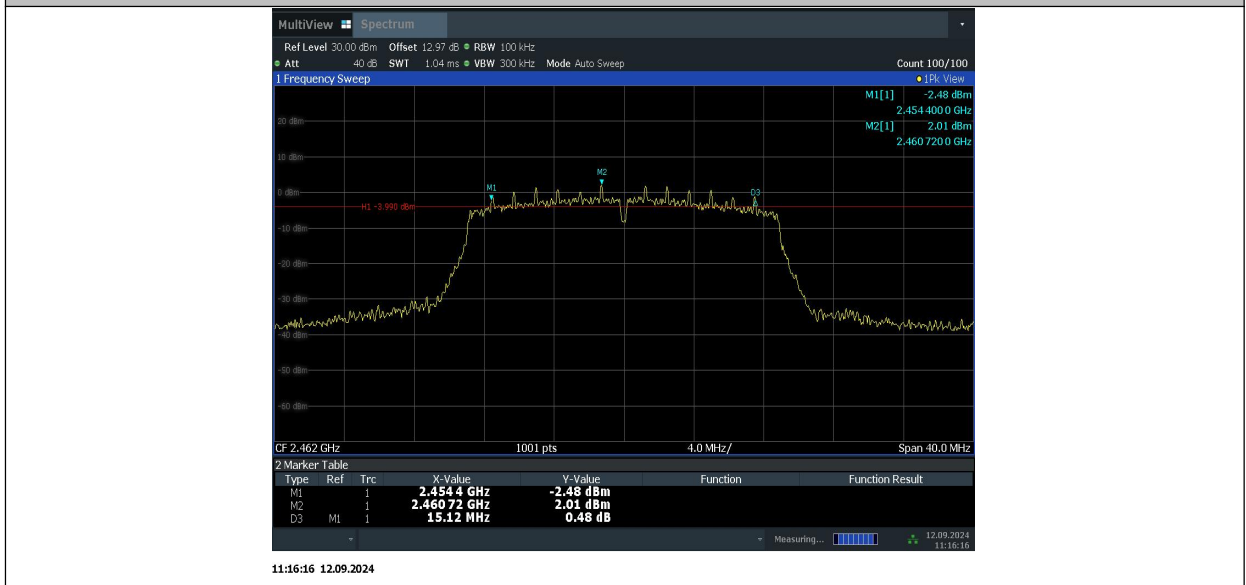 MultiView Spectrum
Ref Level 30.00 dBm Offset 12.97 dB RBW 100 kHz
Att 40 dB SWT 1.04 ms VBW 300 kHz Mode Auto Sweep Count 100/100
1 Frequency Sweep 1Pk View
M1[1] -2.48 dBm
2.454 400 0 GHz
20 dBm M2[1] 2.01 dBm
2.460 720 0 GHz
10 dBm
M2
0 dBm M1 D3
H1 -3.990 dBm
-10 dBm
-20 dBm
-30 dBm
-40 dBm
-50 dBm
-60 dBm
CF 2.462 GHz 1001 pts 4.0 MHz/ Span 40.0 MHz
2 Marker Table
Type Ref Trc X-Value Y-Value Function Function Result
M1 1 2.454 4 GHz -2.48 dBm
M2 1 2.460 72 GHz 2.01 dBm
D3 M1 1 15.12 MHz 0.48 dB
Measuring... 12.09.2024
11:16:16
11:16:16 12.09.2024